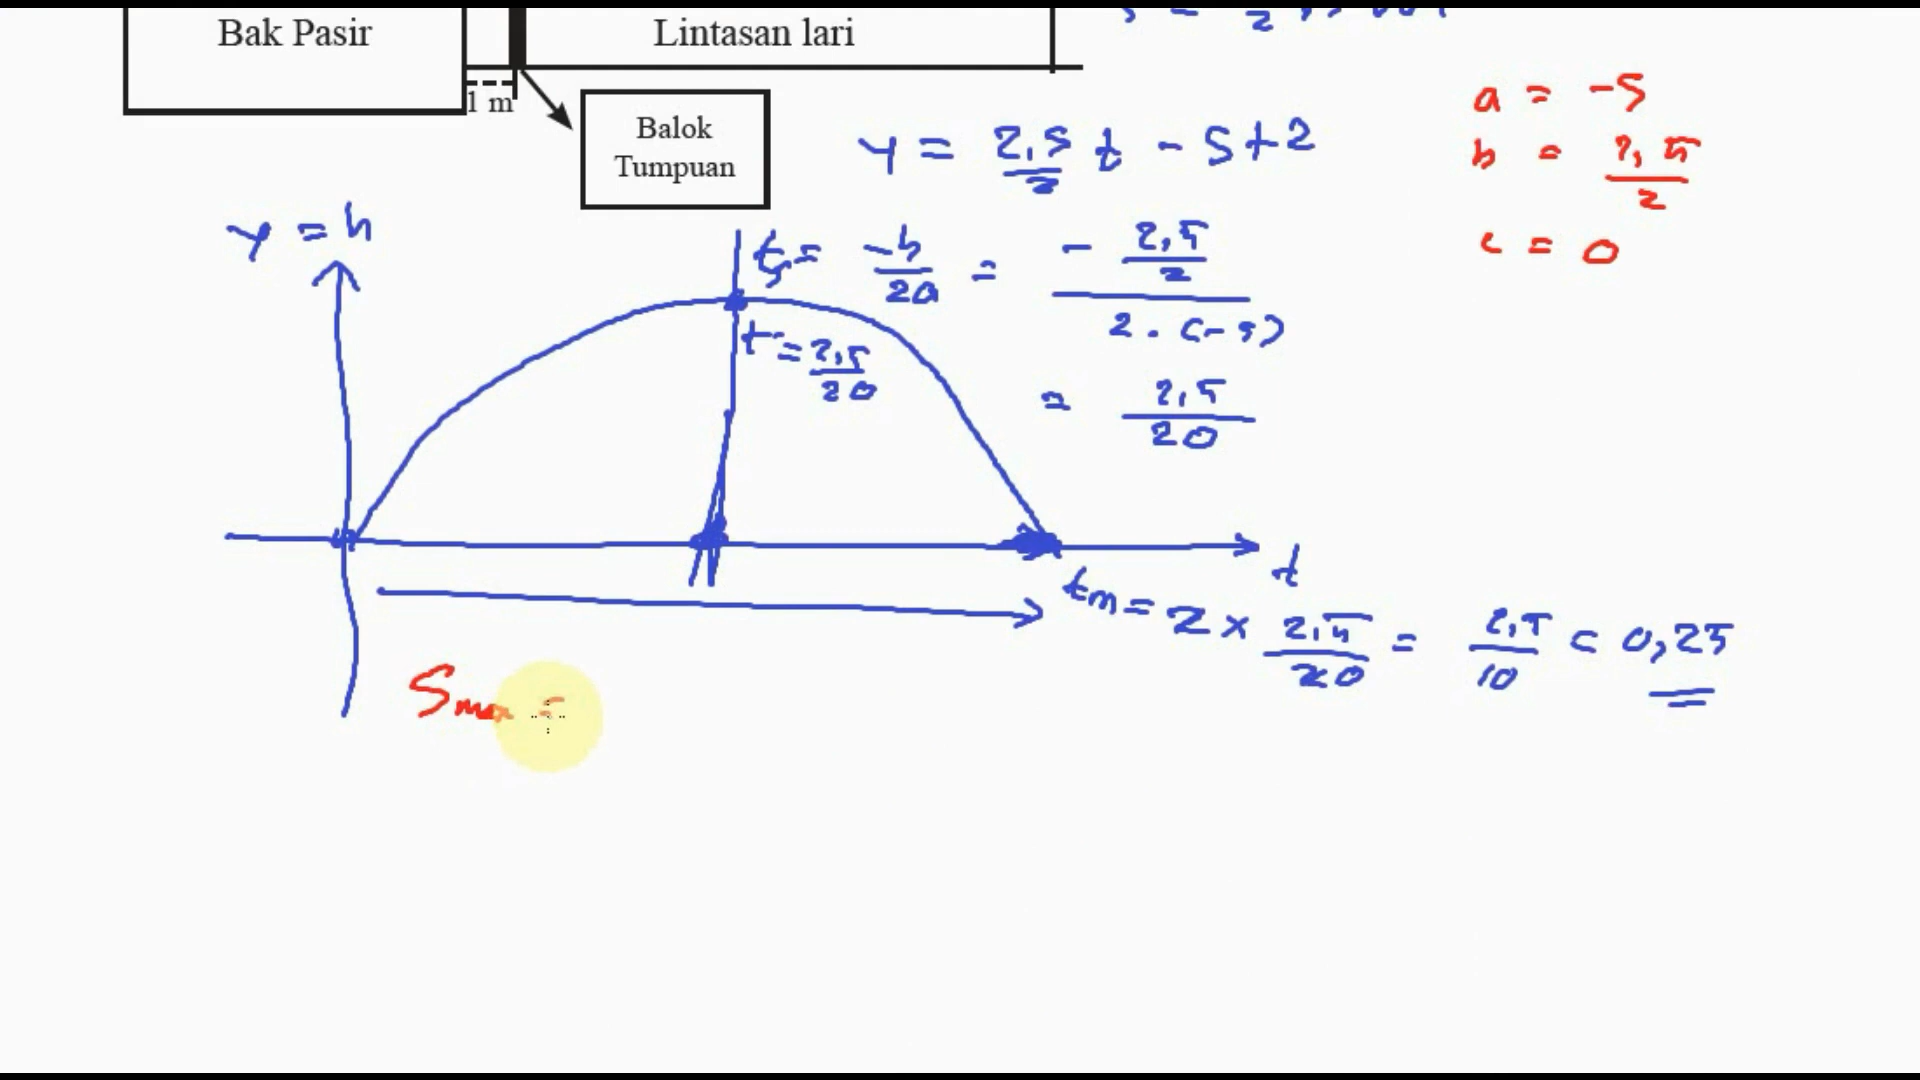 Bak Pasir
Lintasan lari
1 m
Balok
Tumpuan
y = 2,5/2 t - 5t2
a = -5
b = 2,5/2
c = 0
y = h
ts = -b/2a = - 2,5/2 / 2 . (-5)
t = 2,5/20
= 2,5/20
t
tm = 2 x 2,5/20 = 2,5/10 = 0,25
Smax =